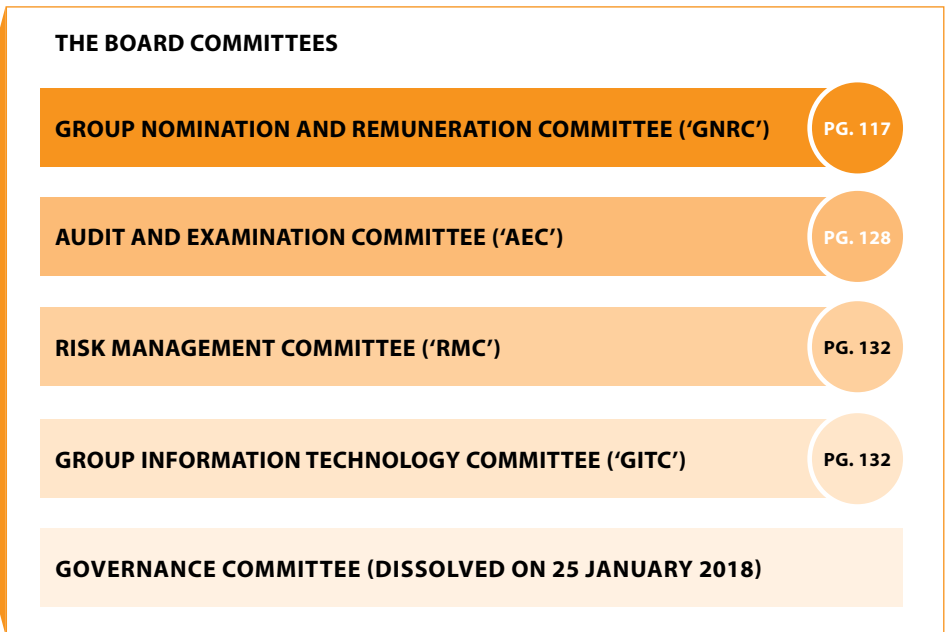 THE BOARD COMMITTEES
GROUP NOMINATION AND REMUNERATION COMMITTEE (‘GNRC’) PG. 117
AUDIT AND EXAMINATION COMMITTEE (‘AEC’) PG. 128
RISK MANAGEMENT COMMITTEE (‘RMC’) PG. 132
GROUP INFORMATION TECHNOLOGY COMMITTEE (‘GITC’) PG. 132
GOVERNANCE COMMITTEE (DISSOLVED ON 25 JANUARY 2018)